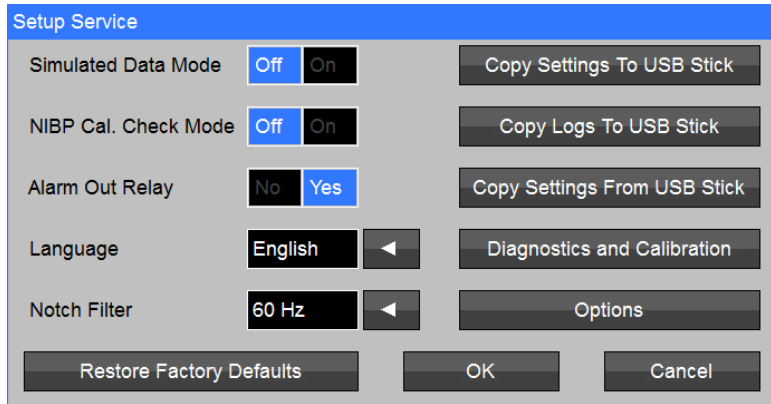 Setup Service
Simulated Data Mode Off On Copy Settings To USB Stick
NIBP Cal. Check Mode Off On Copy Logs To USB Stick
Alarm Out Relay No Yes Copy Settings From USB Stick
Language English Diagnostics and Calibration
Notch Filter 60 Hz Options
Restore Factory Defaults OK Cancel